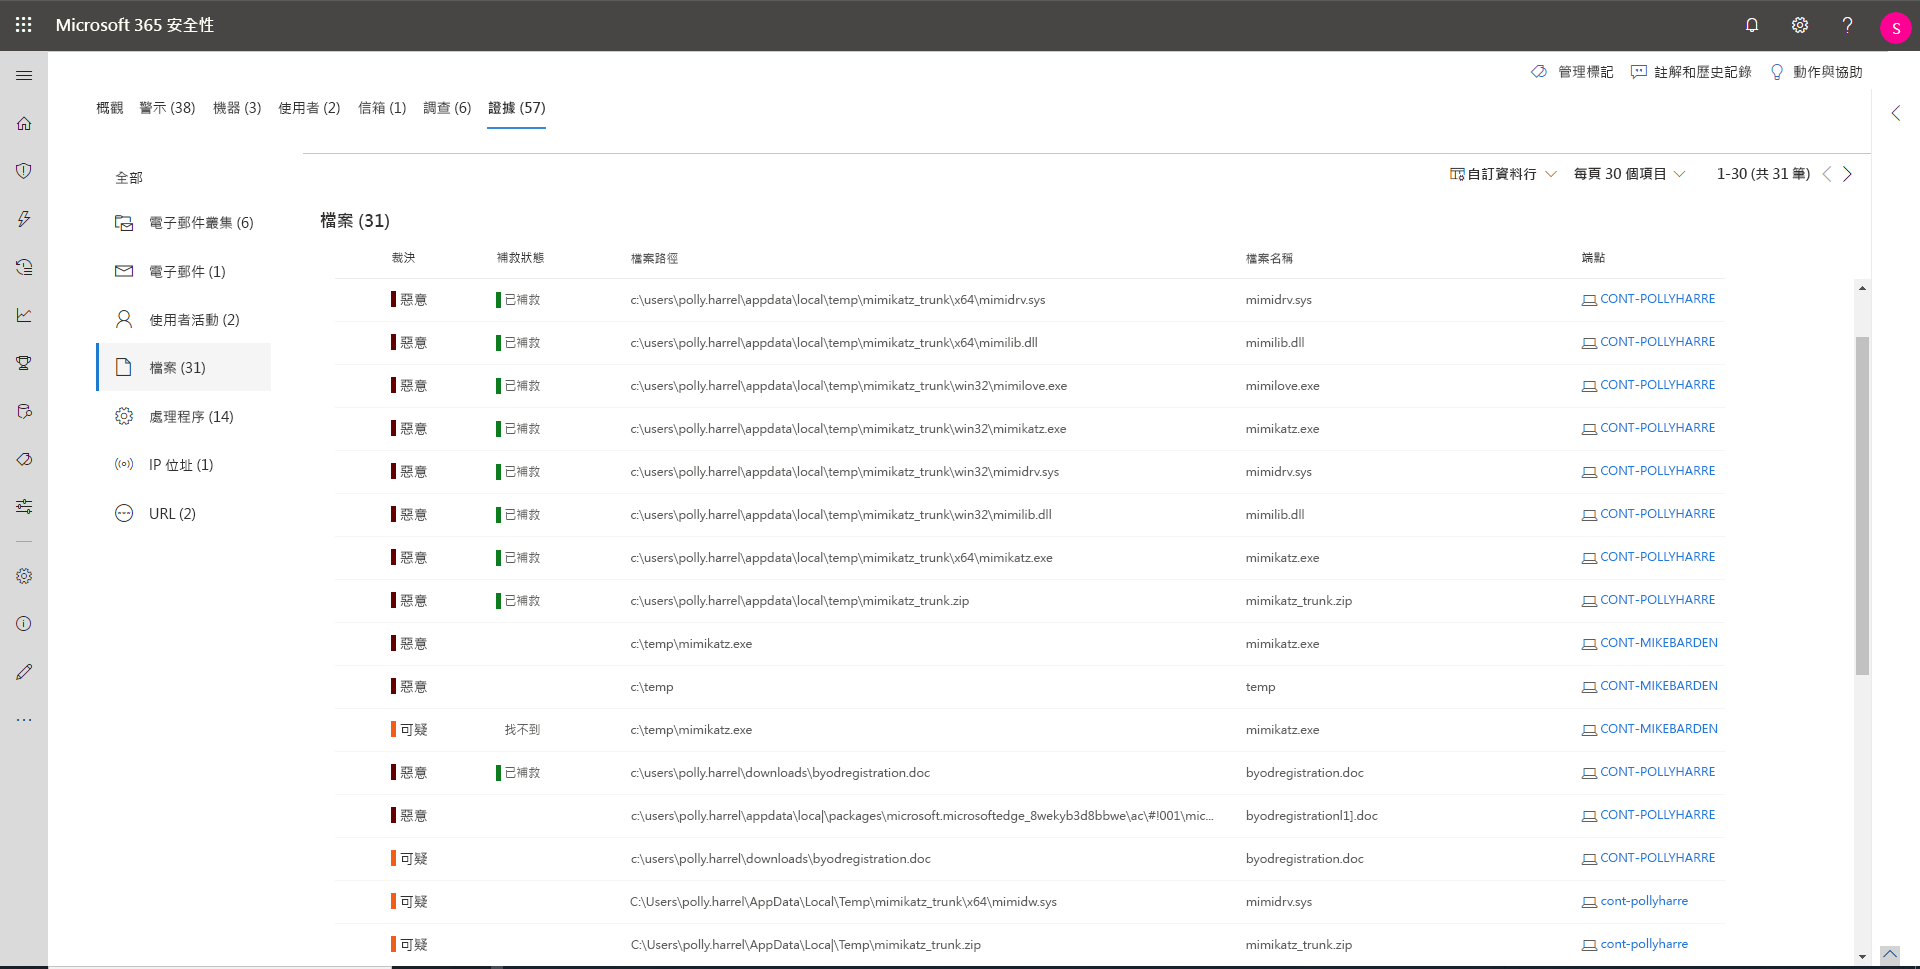 Microsoft 365 安全性
S
管理標記 註解和歷史記錄 動作與協助
概觀 警示 (38) 機器 (3) 使用者 (2) 信箱 (1) 調查 (6) 證據 (57)
自訂資料行 每頁 30 個項目 1-30 (共 31 筆)
全部
電子郵件叢集 (6)
電子郵件 (1)
使用者活動 (2)
檔案 (31)
處理程序 (14)
IP 位址 (1)
URL (2)
檔案 (31)
裁決 補救狀態 檔案路徑 檔案名稱 端點
惡意 已補救 c:\users\polly.harrel\appdata\local\temp\mimikatz_trunk\x64\mimidrv.sys mimidrv.sys CONT-POLLYHARRE
惡意 已補救 c:\users\polly.harrel\appdata\local\temp\mimikatz_trunk\x64\mimilib.dll mimilib.dll CONT-POLLYHARRE
惡意 已補救 c:\users\polly.harrel\appdata\local\temp\mimikatz_trunk\win32\mimilove.exe mimilove.exe CONT-POLLYHARRE
惡意 已補救 c:\users\polly.harrel\appdata\local\temp\mimikatz_trunk\win32\mimikatz.exe mimikatz.exe CONT-POLLYHARRE
惡意 已補救 c:\users\polly.harrel\appdata\local\temp\mimikatz_trunk\win32\mimidrv.sys mimidrv.sys CONT-POLLYHARRE
惡意 已補救 c:\users\polly.harrel\appdata\local\temp\mimikatz_trunk\win32\mimilib.dll mimilib.dll CONT-POLLYHARRE
惡意 已補救 c:\users\polly.harrel\appdata\local\temp\mimikatz_trunk\x64\mimikatz.exe mimikatz.exe CONT-POLLYHARRE
惡意 已補救 c:\users\polly.harrel\appdata\local\temp\mimikatz_trunk.zip mimikatz_trunk.zip CONT-POLLYHARRE
惡意 c:\temp\mimikatz.exe mimikatz.exe CONT-MIKEBARDEN
惡意 c:\temp temp CONT-MIKEBARDEN
可疑 找不到 c:\temp\mimikatz.exe mimikatz.exe CONT-MIKEBARDEN
惡意 已補救 c:\users\polly.harrel\downloads\byodregistration.doc byodregistration.doc CONT-POLLYHARRE
惡意 c:\users\polly.harrel\appdata\loca|\packages\microsoft.microsoftedge_8wekyb3d8bbwe\ac\#!001\mic... byodregistrationl1].doc CONT-POLLYHARRE
可疑 c:\users\polly.harrel\downloads\byodregistration.doc byodregistration.doc CONT-POLLYHARRE
可疑 C:\Users\polly.harrel\AppData\Local\Temp\mimikatz_trunk\x64\mimidw.sys mimidrv.sys cont-pollyharre
可疑 C:\Users\polly.harrel\AppData\Loca|\Temp\mimikatz_trunk.zip mimikatz_trunk.zip cont-pollyharre